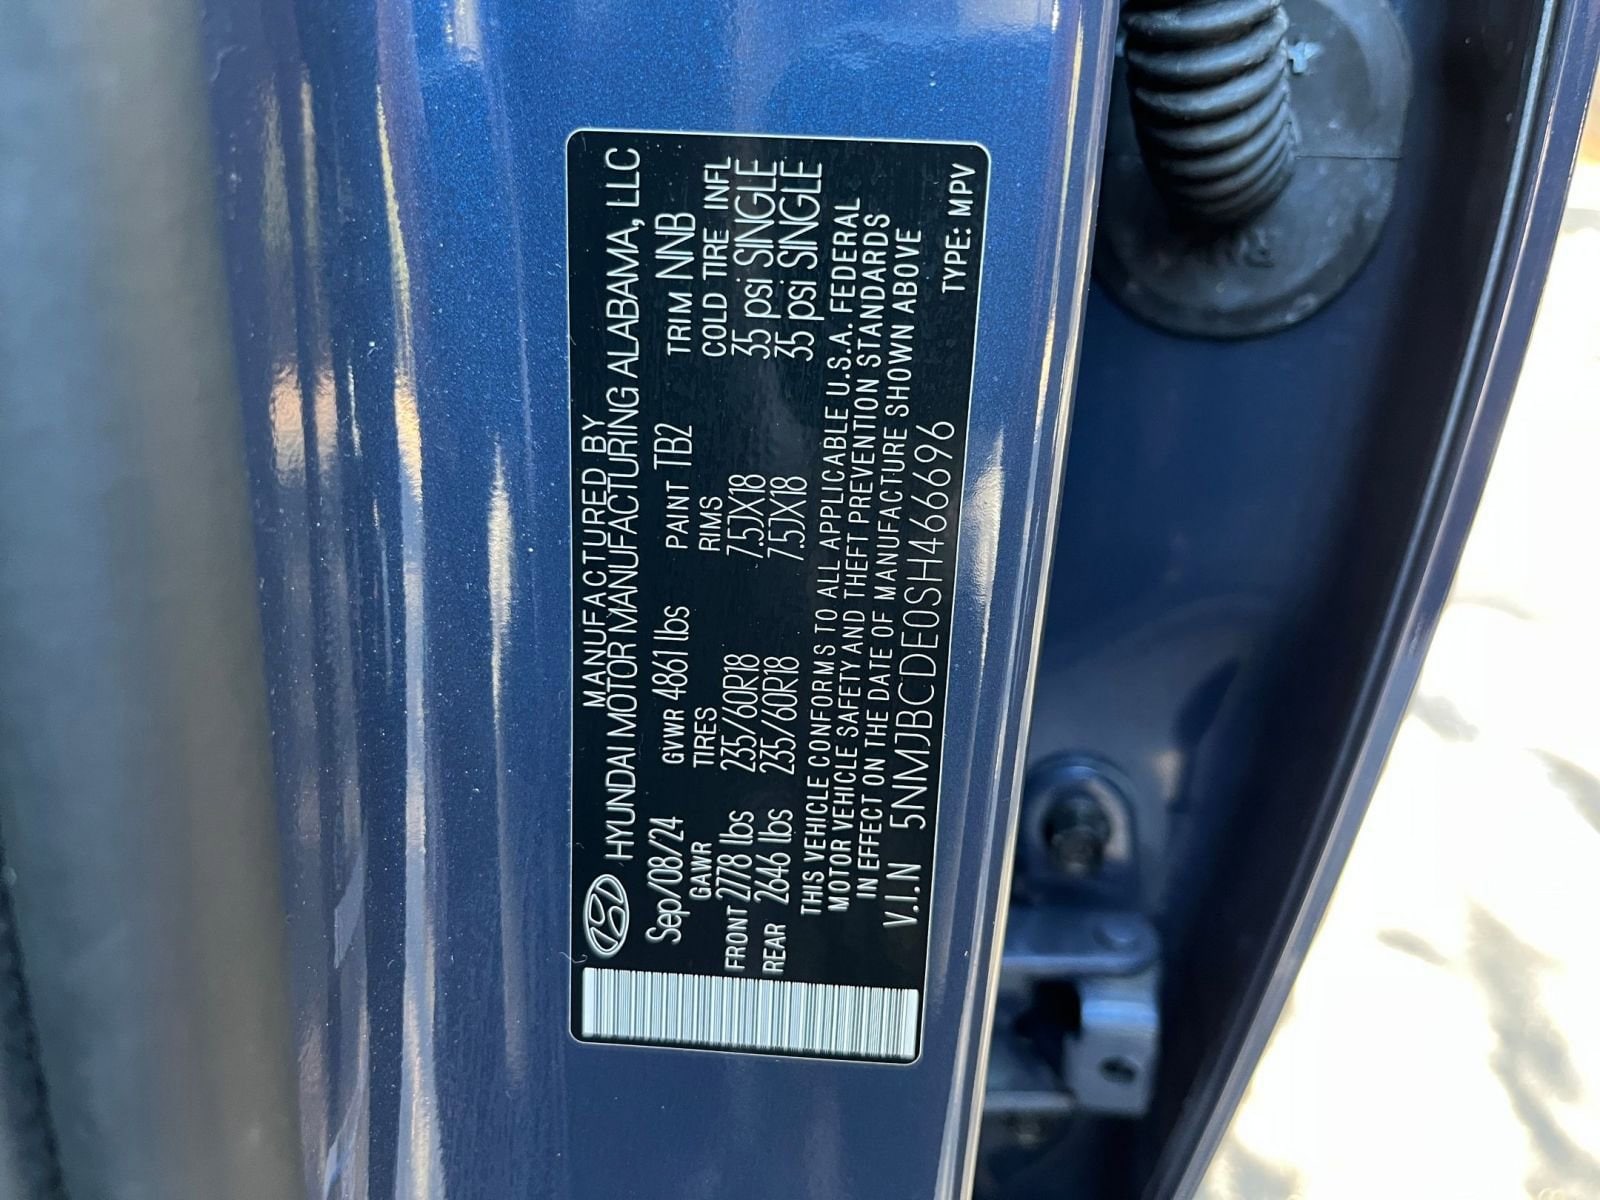 MANUFACTURED BY
HYUNDAI MOTOR MANUFACTURING ALABAMA, LLC
Sep/08/24 GVWR 4861 lbs PAINT TB2 TRIM NNB
GAWR TIRES RIMS COLD TIRE INFL
FRONT 2778 lbs 235/60R18 7.5JX18 35 psi SINGLE
REAR 2646 lbs 235/60R18 7.5JX18 35 psi SINGLE
THIS VEHICLE CONFORMS TO ALL APPLICABLE U.S.A. FEDERAL
MOTOR VEHICLE SAFETY AND THEFT PREVENTION STANDARDS
IN EFFECT ON THE DATE OF MANUFACTURE SHOWN ABOVE
V.I.N 5NMJBCDE0SH466696 TYPE: MPV